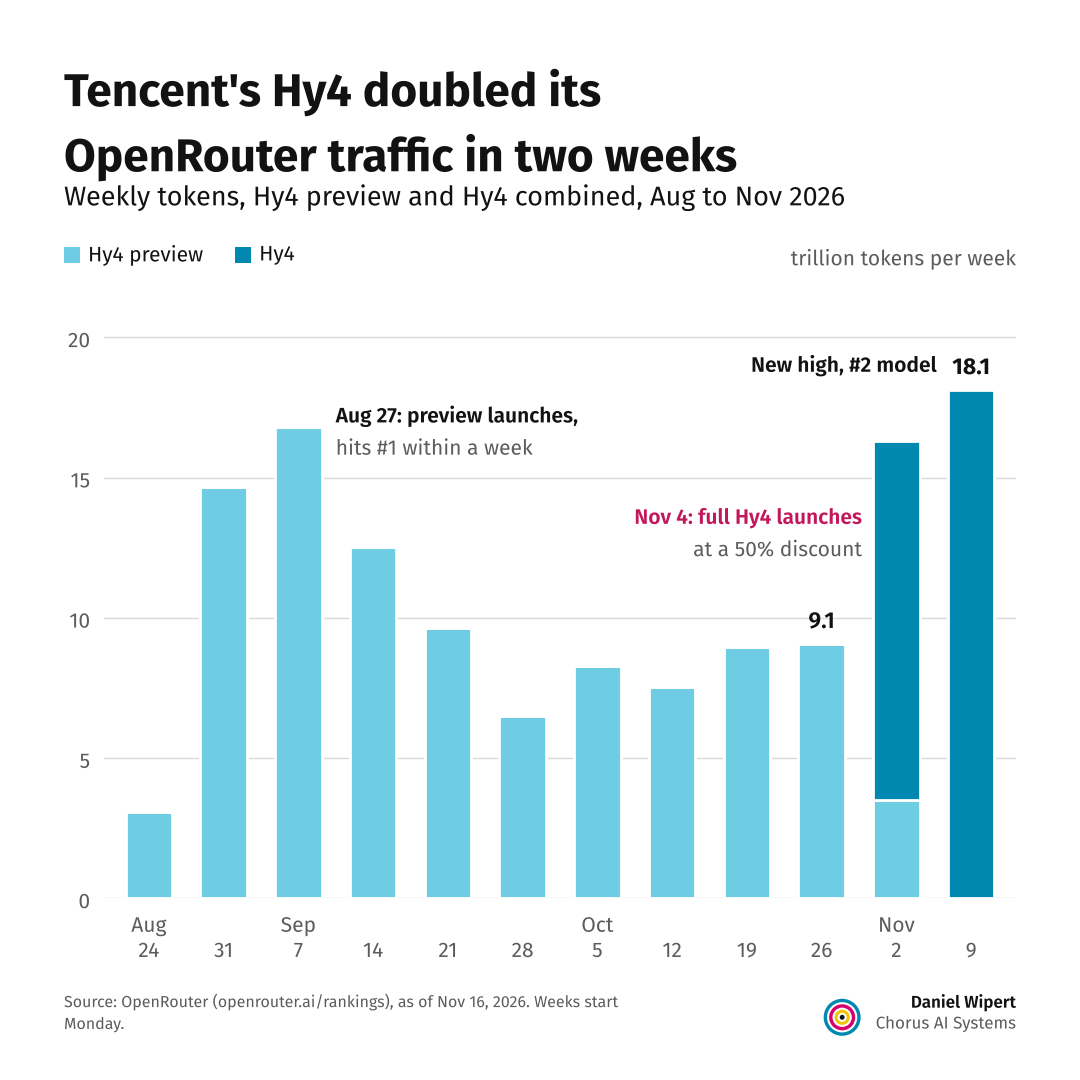 Tencent's Hy4 doubled its
OpenRouter traffic in two weeks
Weekly tokens, Hy4 preview and Hy4 combined, Aug to Nov 2026
Hy4 preview
Hy4
trillion tokens per week
20
15
10
5
0
New high, #2 model
18.1
Aug 27: preview launches,
hits #1 within a week
Nov 4: full Hy4 launches
at a 50% discount
9.1
Aug
24
31
Sep
7
14
21
28
Oct
5
12
19
26
Nov
2
9
Source: OpenRouter (openrouter.ai/rankings), as of Nov 16, 2026. Weeks start
Monday.
Daniel Wipert
Chorus AI Systems